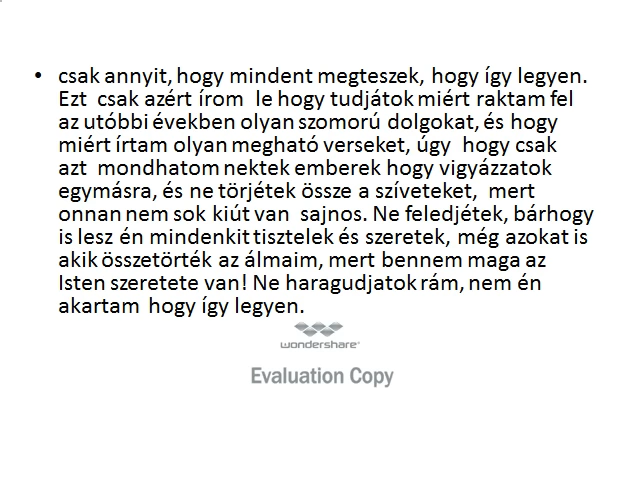 • csak annyit, hogy mindent megteszek, hogy így legyen.
Ezt csak azért írom le hogy tudjátok miért raktam fel
az utóbbi években olyan szomorú dolgokat, és hogy
miért írtam olyan megható verseket, úgy hogy csak
azt mondhatom nektek emberek hogy vigyázzatok
egymásra, és ne törjétek össze a szíveteket, mert
onnan nem sok kiút van sajnos. Ne feledjétek, bárhogy
is lesz én mindenkit tisztelek és szeretek, még azokat is
akik összetörték az álmaim, mert bennem maga az
Isten szeretete van! Ne haragudjatok rám, nem én
akartam hogy így legyen.
wondershare
Evaluation Copy